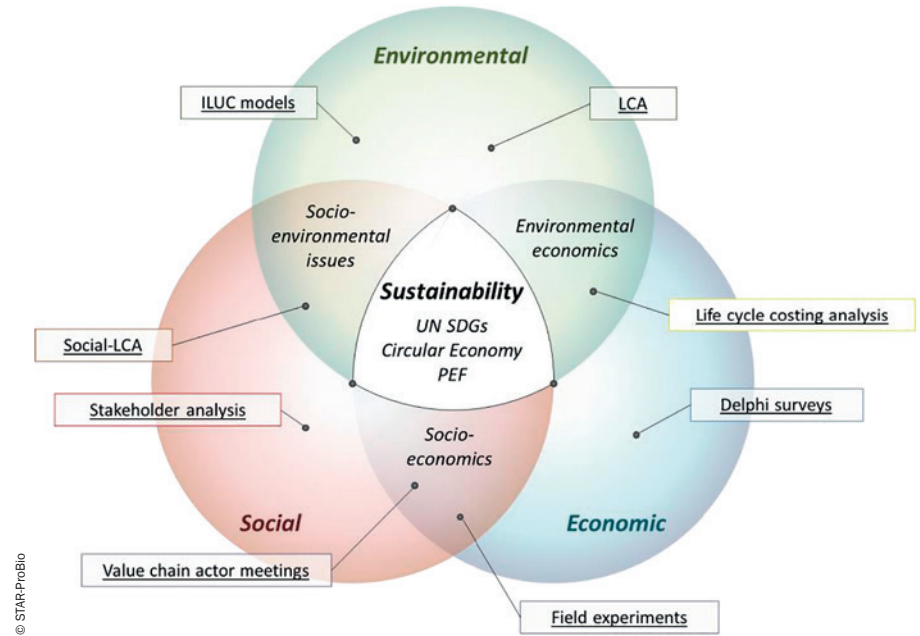 Environmental
ILUC models
LCA
Socio-
environmental
issues
Environmental
economics
Sustainability
UN SDGs
Circular Economy
PEF
Life cycle costing analysis
Social-LCA
Stakeholder analysis
Delphi surveys
Socio-
economics
Social
Economic
Value chain actor meetings
Field experiments
© STAR-ProBio